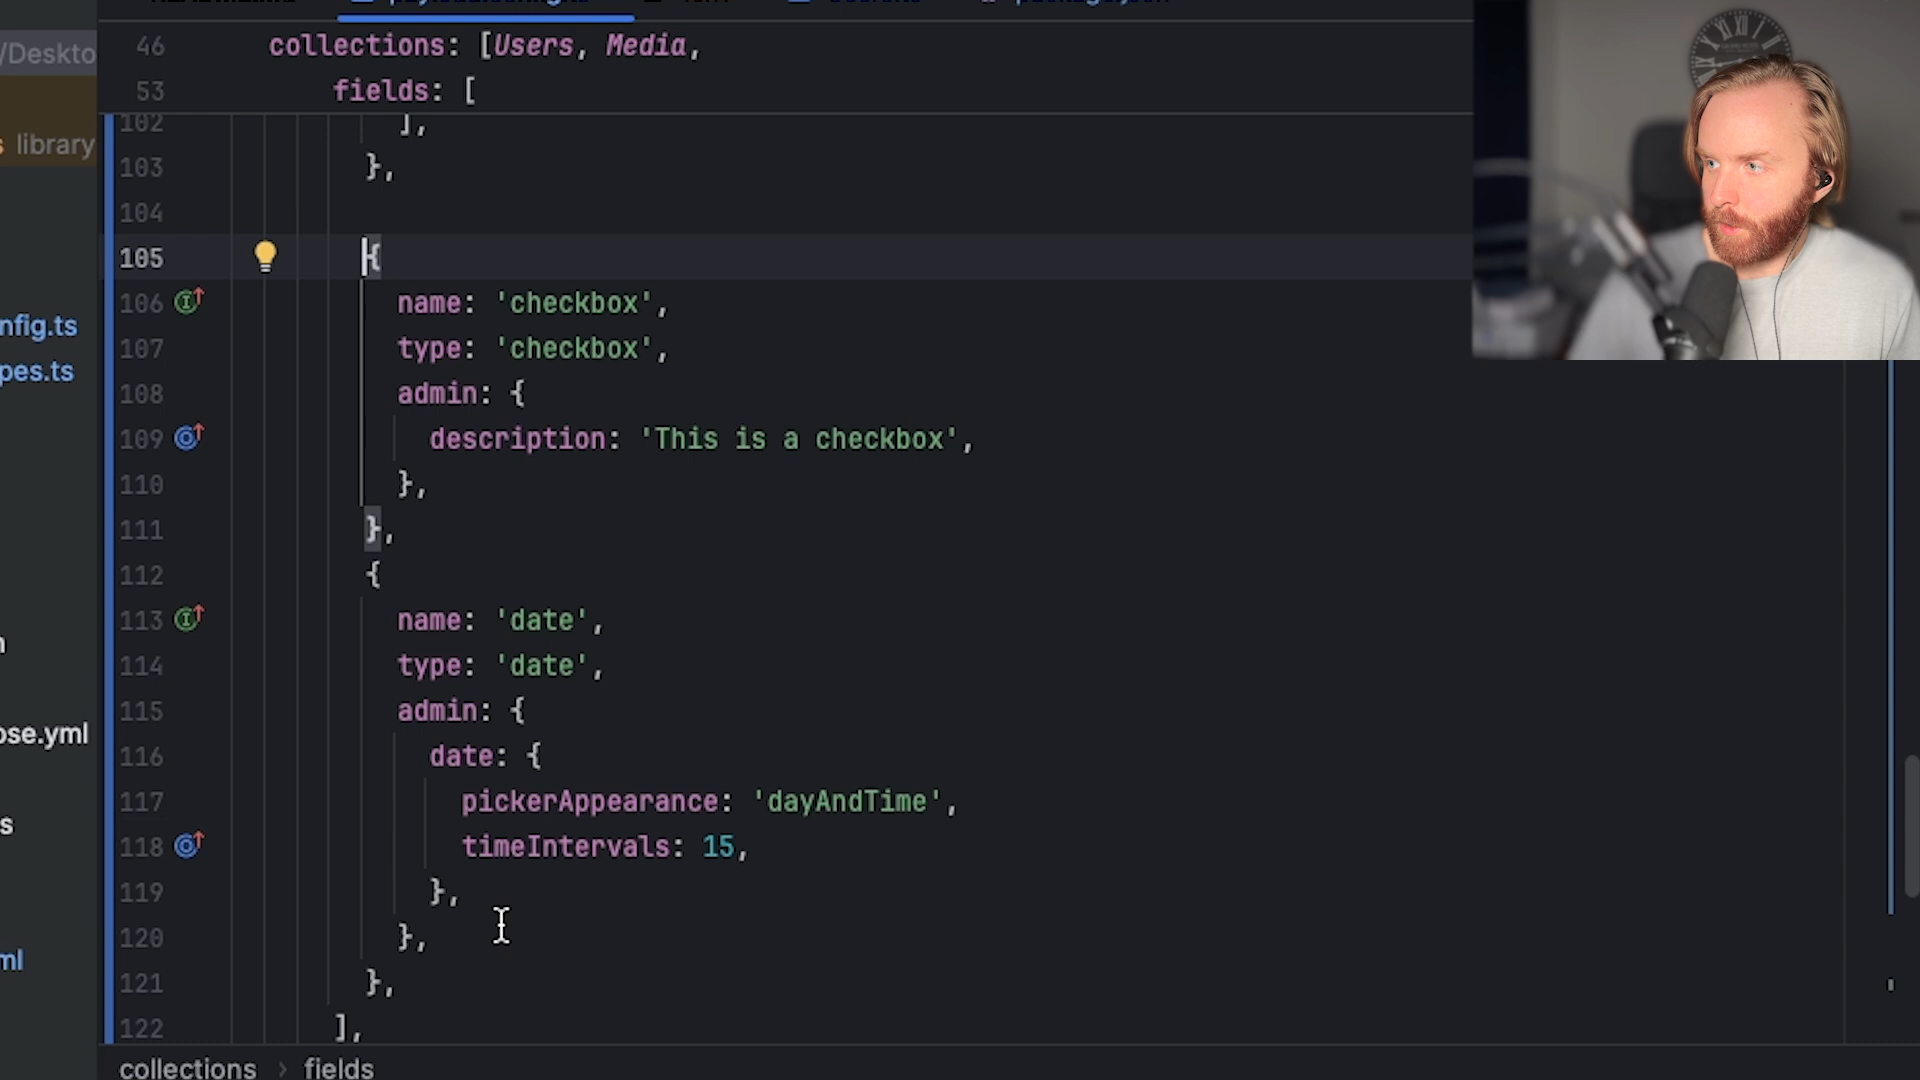 46 collections: [Users, Media,
53 fields: [
102 ],
103 },
104
105 {
106 name: 'checkbox',
107 type: 'checkbox',
108 admin: {
109 description: 'This is a checkbox',
110 },
111 },
112 {
113 name: 'date',
114 type: 'date',
115 admin: {
116 date: {
117 pickerAppearance: 'dayAndTime',
118 timeIntervals: 15,
119 },
120 },
121 },
122 ],
collections › fields
/Deskto
s library
nfig.ts
pes.ts
n
ose.yml
s
ml